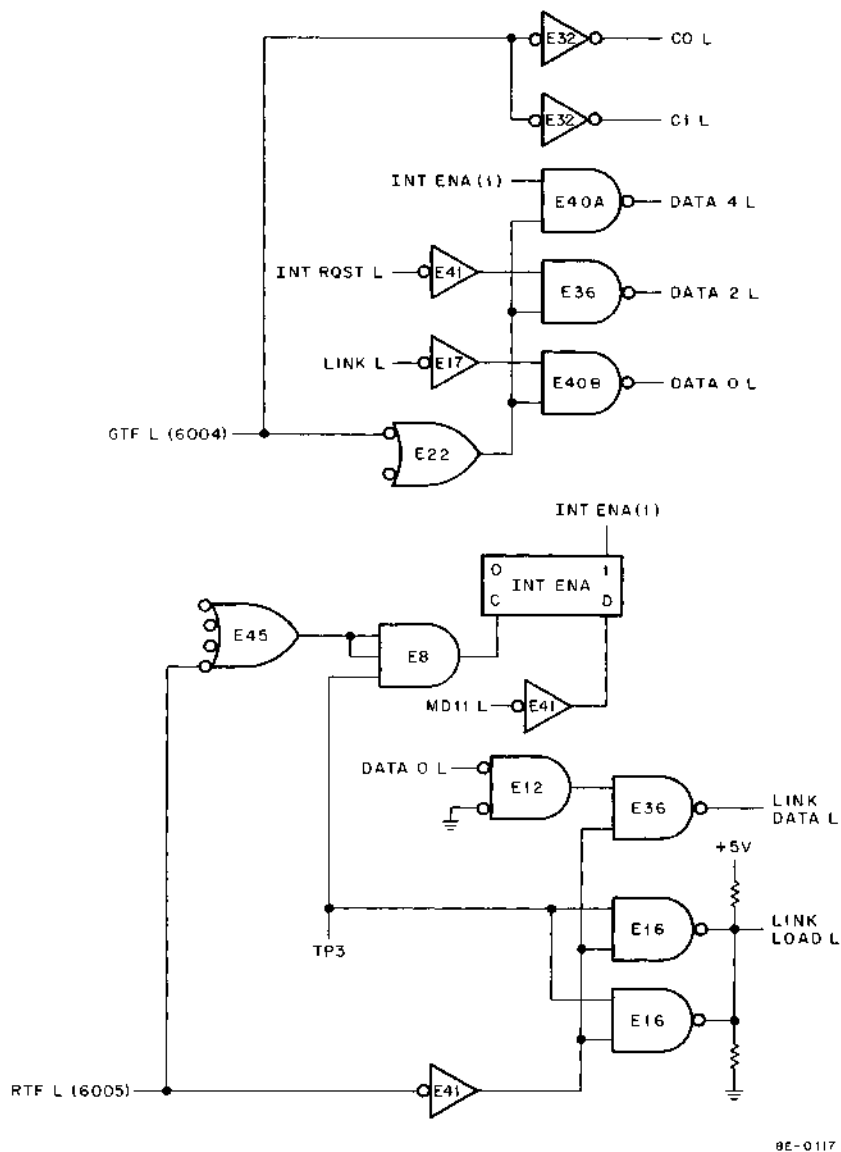 E32
C0 L
E32
C1 L
INT ENA (1)
E40A
DATA 4 L
INT RQST L
E41
E36
DATA 2 L
LINK L
E17
E40B
DATA 0 L
GTF L (6004)
E22
INT ENA (1)
0 1
INT ENA
C D
E45
E8
MD11 L
E41
DATA 0 L
E12
E36
LINK
DATA L
+5V
E16
LINK
LOAD L
TP3
E16
RTF L (6005)
E41
8E-0117